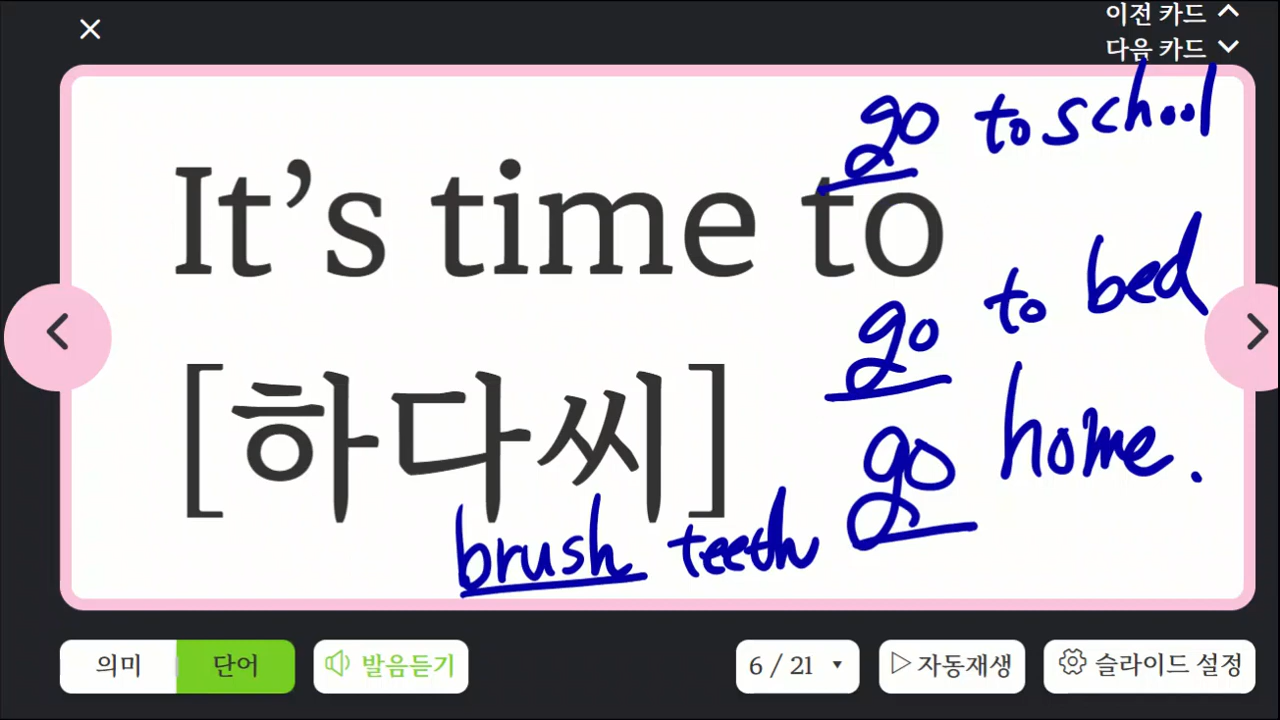 이전 카드
다음 카드
go to school
It’s time to
go to bed
[하다씨]
go home.
brush teeth
의미
단어
발음듣기
6 / 21
자동재생
슬라이드 설정